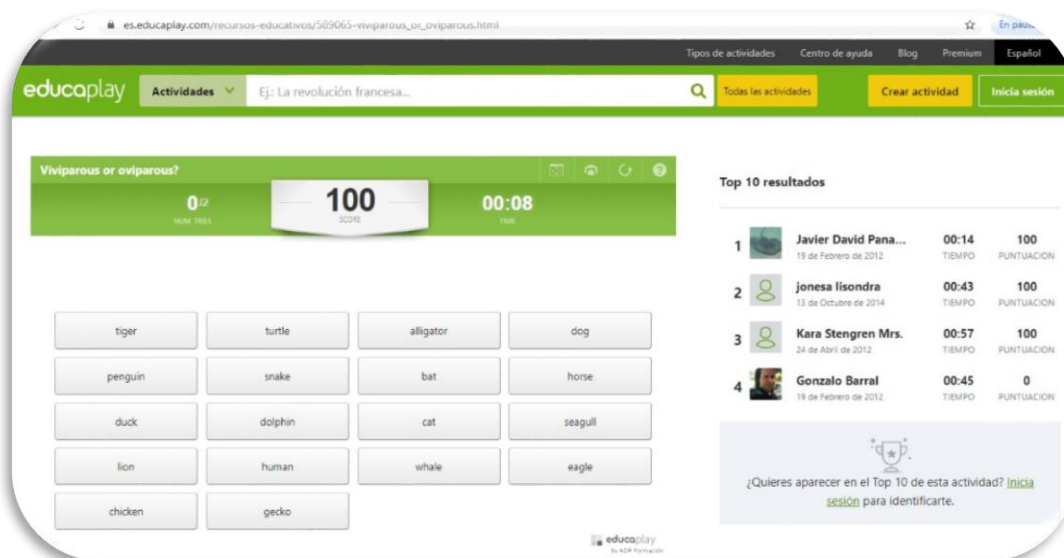 es.educaplay.com/recursos-educativos/589065-viviparous_or_oviparous.html
Tipos de actividades Centro de ayuda Blog Premium Español
educaplay Actividades Ej.: La revolución francesa... Todas las actividades Crear actividad Inicia sesión
Viviparous or oviparous?
0/2 100 00:08
NUM. TRIES SCORE TIME
tiger turtle alligator dog
penguin snake bat horse
duck dolphin cat seagull
lion human whale eagle
chicken gecko
educaplay
by ADR Formación
Top 10 resultados
1 Javier David Pana... 00:14 100
19 de Febrero de 2012 TIEMPO PUNTUACION
2 jonesa lisondra 00:43 100
13 de Octubre de 2014 TIEMPO PUNTUACION
3 Kara Stengren Mrs. 00:57 100
24 de Abril de 2012 TIEMPO PUNTUACION
4 Gonzalo Barral 00:45 0
19 de Febrero de 2012 TIEMPO PUNTUACION
¿Quieres aparecer en el Top 10 de esta actividad? Inicia
sesión para identificarte.